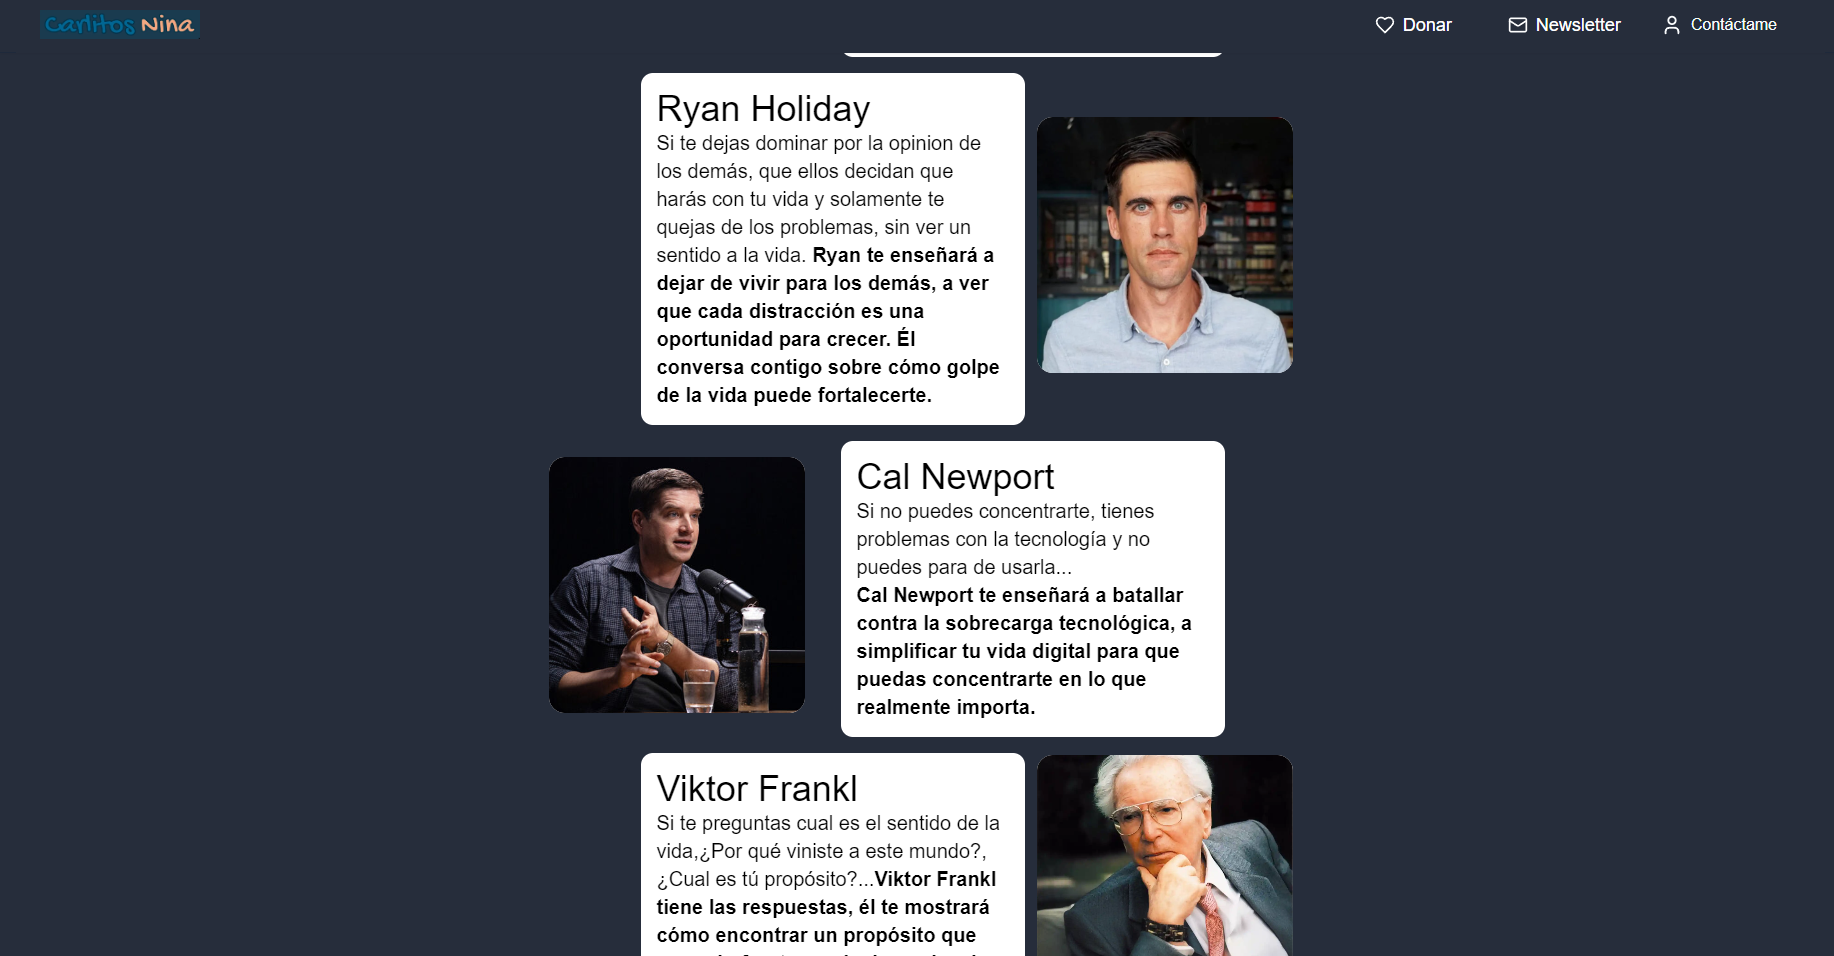 Carlitos Nina
Donar
Newsletter
Contáctame
Ryan Holiday
Si te dejas dominar por la opinion de
los demás, que ellos decidan que
harás con tu vida y solamente te
quejas de los problemas, sin ver un
sentido a la vida. Ryan te enseñará a
dejar de vivir para los demás, a ver
que cada distracción es una
oportunidad para crecer. Él
conversa contigo sobre cómo golpe
de la vida puede fortalecerte.
Cal Newport
Si no puedes concentrarte, tienes
problemas con la tecnología y no
puedes para de usarla...
Cal Newport te enseñará a batallar
contra la sobrecarga tecnológica, a
simplificar tu vida digital para que
puedas concentrarte en lo que
realmente importa.
Viktor Frankl
Si te preguntas cual es el sentido de la
vida,¿Por qué viniste a este mundo?,
¿Cual es tú propósito?...Viktor Frankl
tiene las respuestas, él te mostrará
cómo encontrar un propósito que